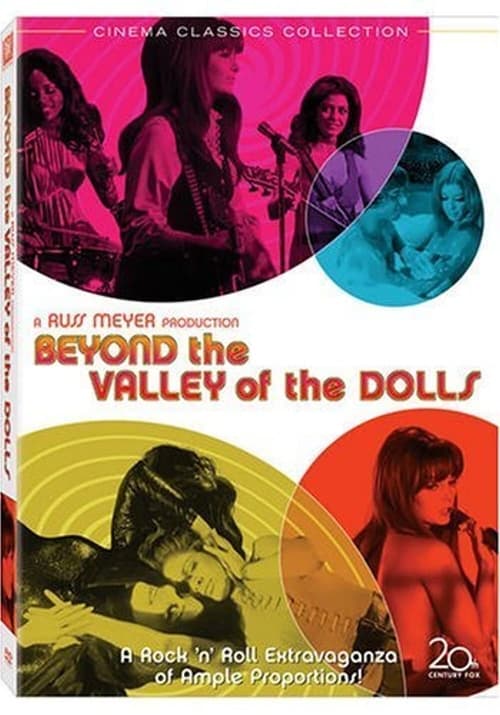 CINEMA CLASSICS COLLECTION
BEYOND the VALLEY of the DOLLS
A RUSS MEYER PRODUCTION
BEYOND the
VALLEY of the DOLLS
A Rock 'n' Roll Extravaganza
of Ample Proportions!
20th
CENTURY FOX